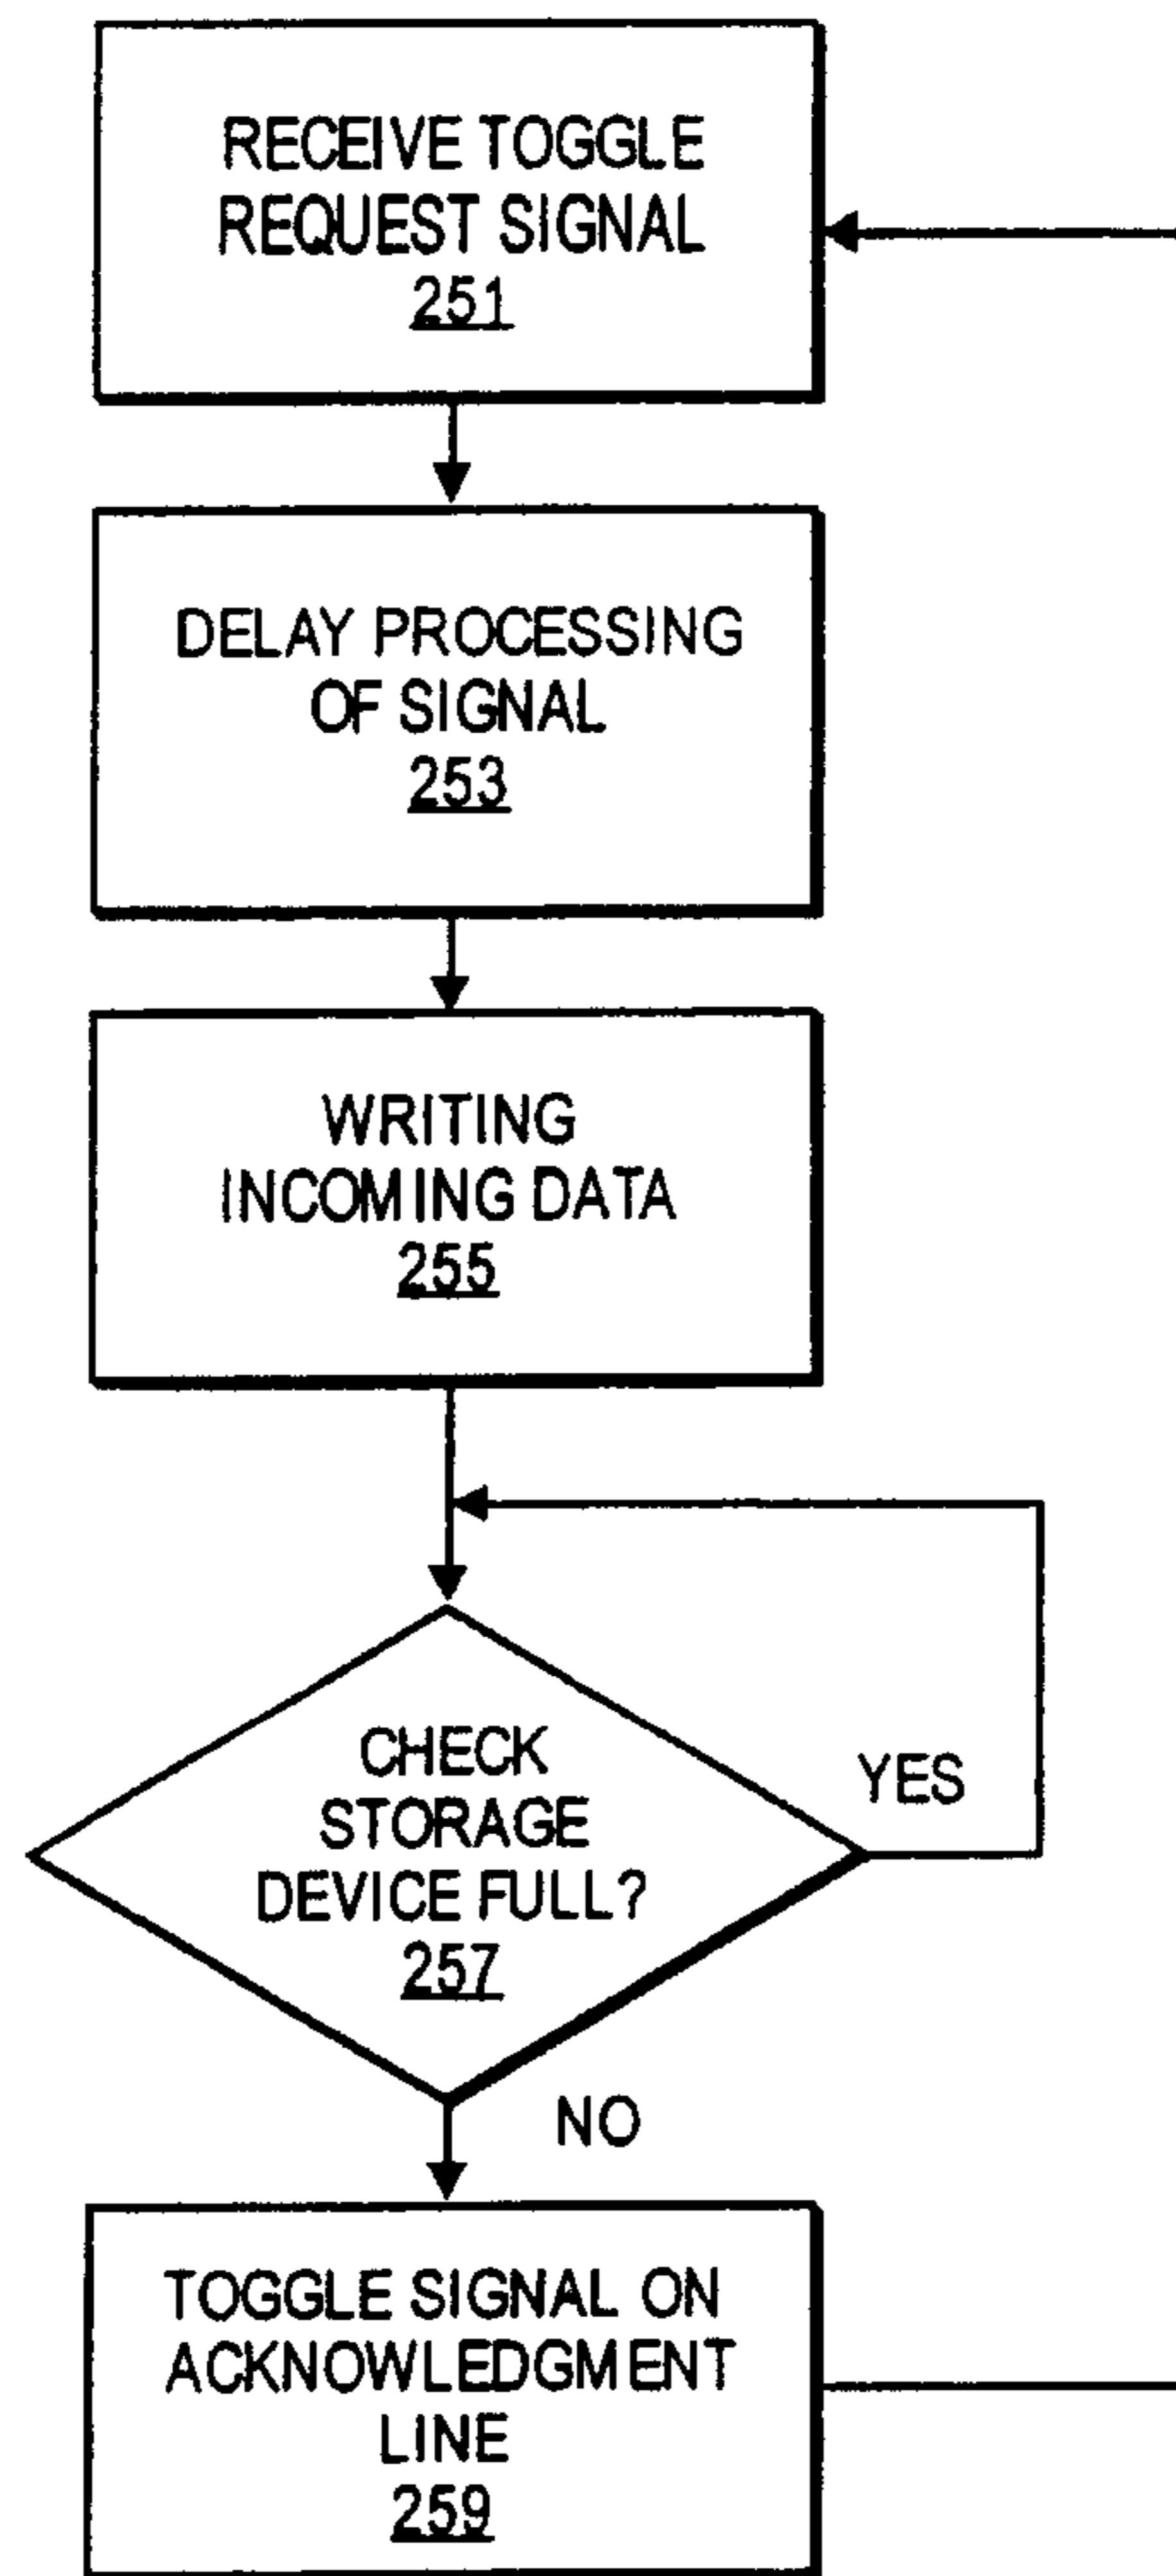 RECEIVE TOGGLE
REQUEST SIGNAL
251
DELAY PROCESSING
OF SIGNAL
253
WRITING
INCOMING DATA
255
CHECK
STORAGE
DEVICE FULL?
257
YES
NO
TOGGLE SIGNAL ON
ACKNOWLEDGMENT
LINE
259